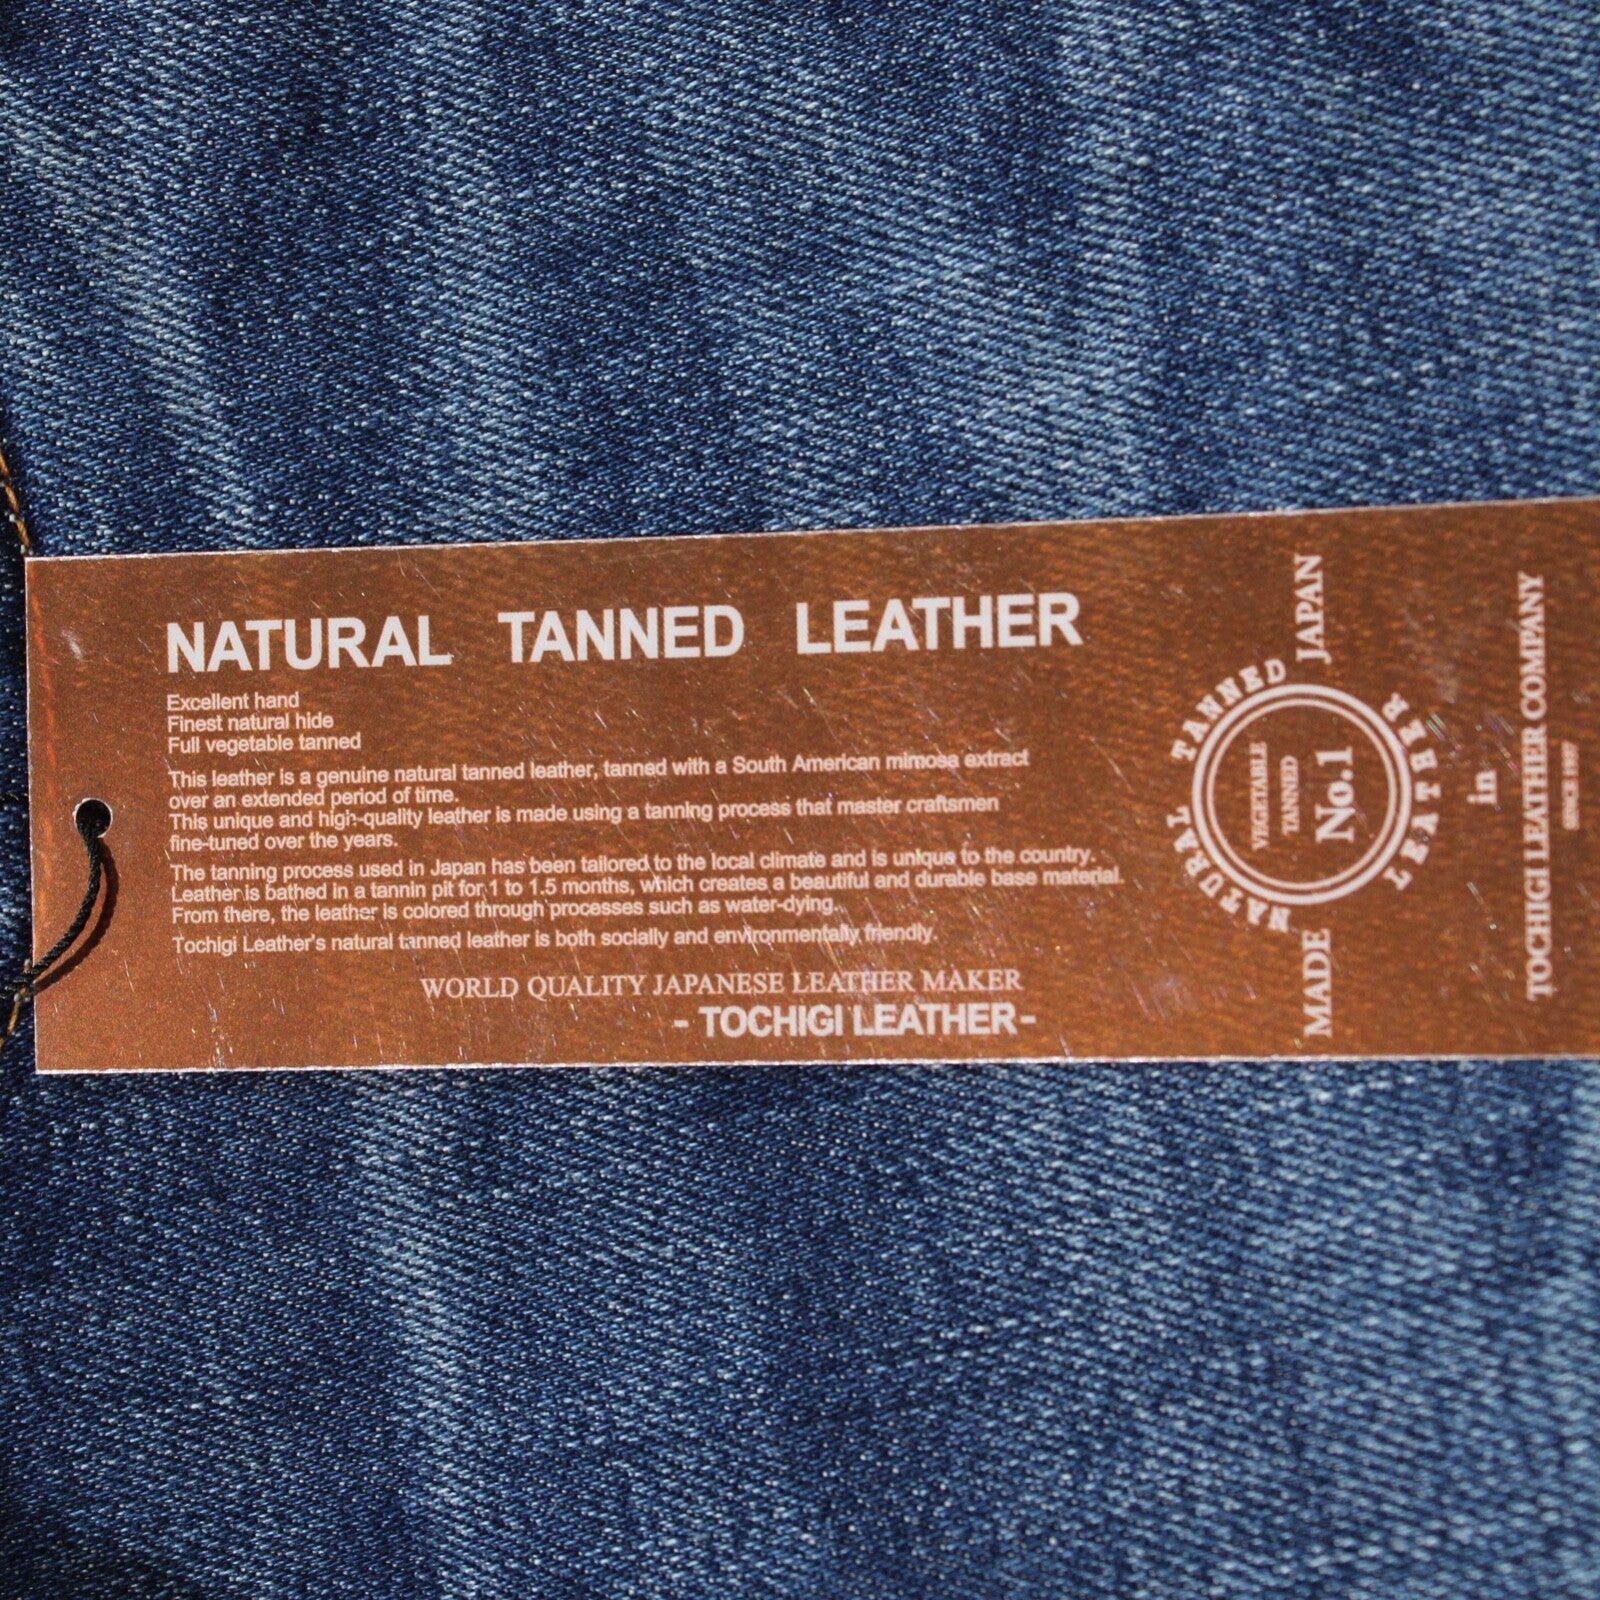 NATURAL TANNED LEATHER
Excellent hand
Finest natural hide
Full vegetable tanned
This leather is a genuine natural tanned leather, tanned with a South American mimosa extract
over an extended period of time.
This unique and high-quality leather is made using a tanning process that master craftsmen
fine-tuned over the years.
The tanning process used in Japan has been tailored to the local climate and is unique to the country.
Leather is bathed in a tannin pit for 1 to 1.5 months, which creates a beautiful and durable base material.
From there, the leather is colored through processes such as water-dying.
Tochigi Leather's natural tanned leather is both socially and environmentally friendly.
WORLD QUALITY JAPANESE LEATHER MAKER
- TOCHIGI LEATHER -
NATURAL TANNED LEATHER
VEGETABLE
TANNED
No.1
MADE JAPAN
in
TOCHIGI LEATHER COMPANY
SINCE